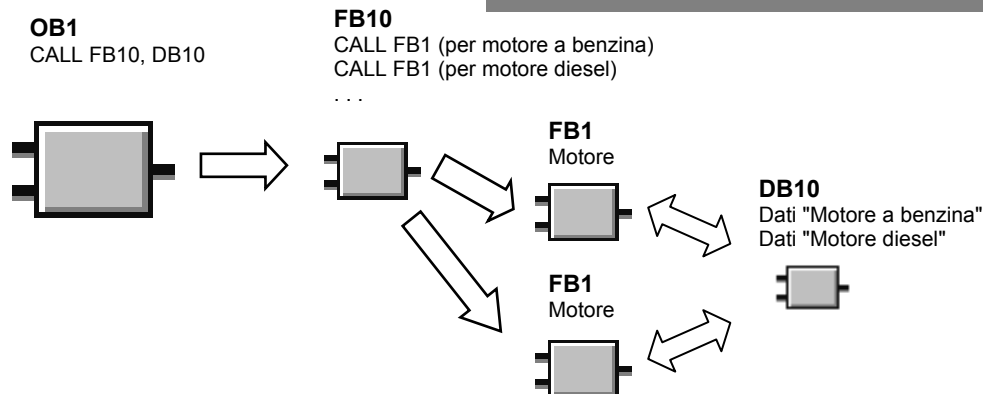 OB1
CALL FB10, DB10
FB10
CALL FB1 (per motore a benzina)
CALL FB1 (per motore diesel)
. . .
FB1
Motore
FB1
Motore
DB10
Dati "Motore a benzina"
Dati "Motore diesel"